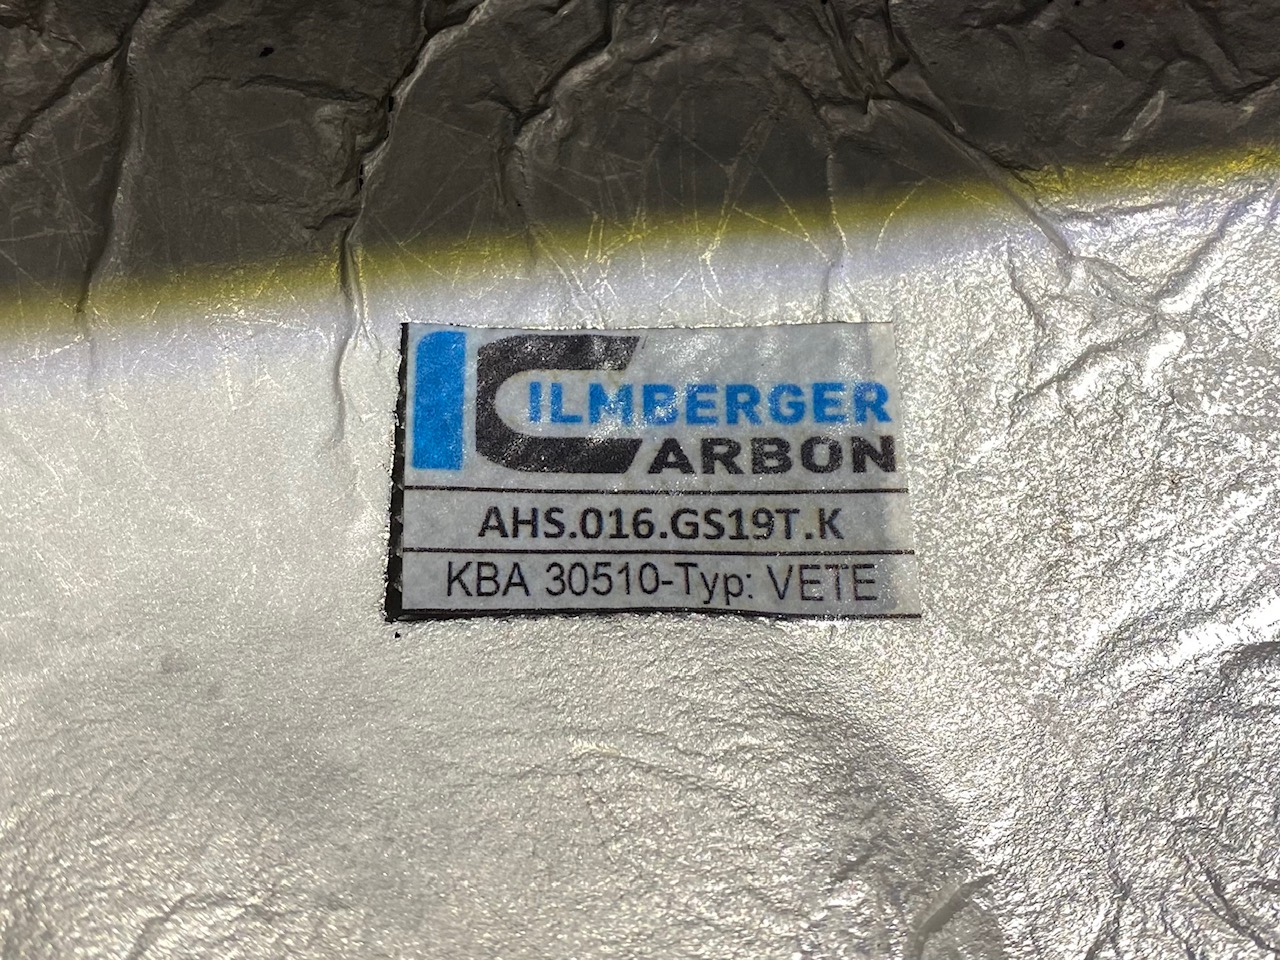 ILMBERGER
CARBON
AHS.016.GS19T.K
KBA 30510-Typ: VETE